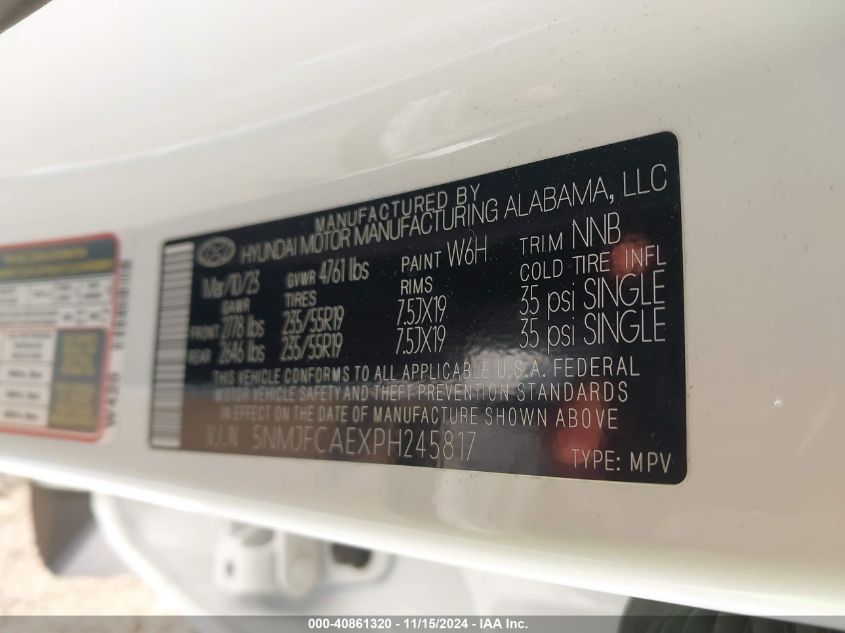 MANUFACTURED BY
HYUNDAI MOTOR MANUFACTURING ALABAMA, LLC
Mar/10/23 GVWR 4761 lbs PAINT W6H TRIM NNB
GAWR TIRES RIMS COLD TIRE INFL
FRONT 2778 lbs 235/55R19 7.5JX19 35 psi SINGLE
REAR 2646 lbs 235/55R19 7.5JX19 35 psi SINGLE
THIS VEHICLE CONFORMS TO ALL APPLICABLE U.S.A. FEDERAL
MOTOR VEHICLE SAFETY AND THEFT PREVENTION STANDARDS
IN EFFECT ON THE DATE OF MANUFACTURE SHOWN ABOVE
V.I.N 5NMJFCAEXPH245817
TYPE: MPV
000-40861320 - 11/15/2024 - IAA Inc.